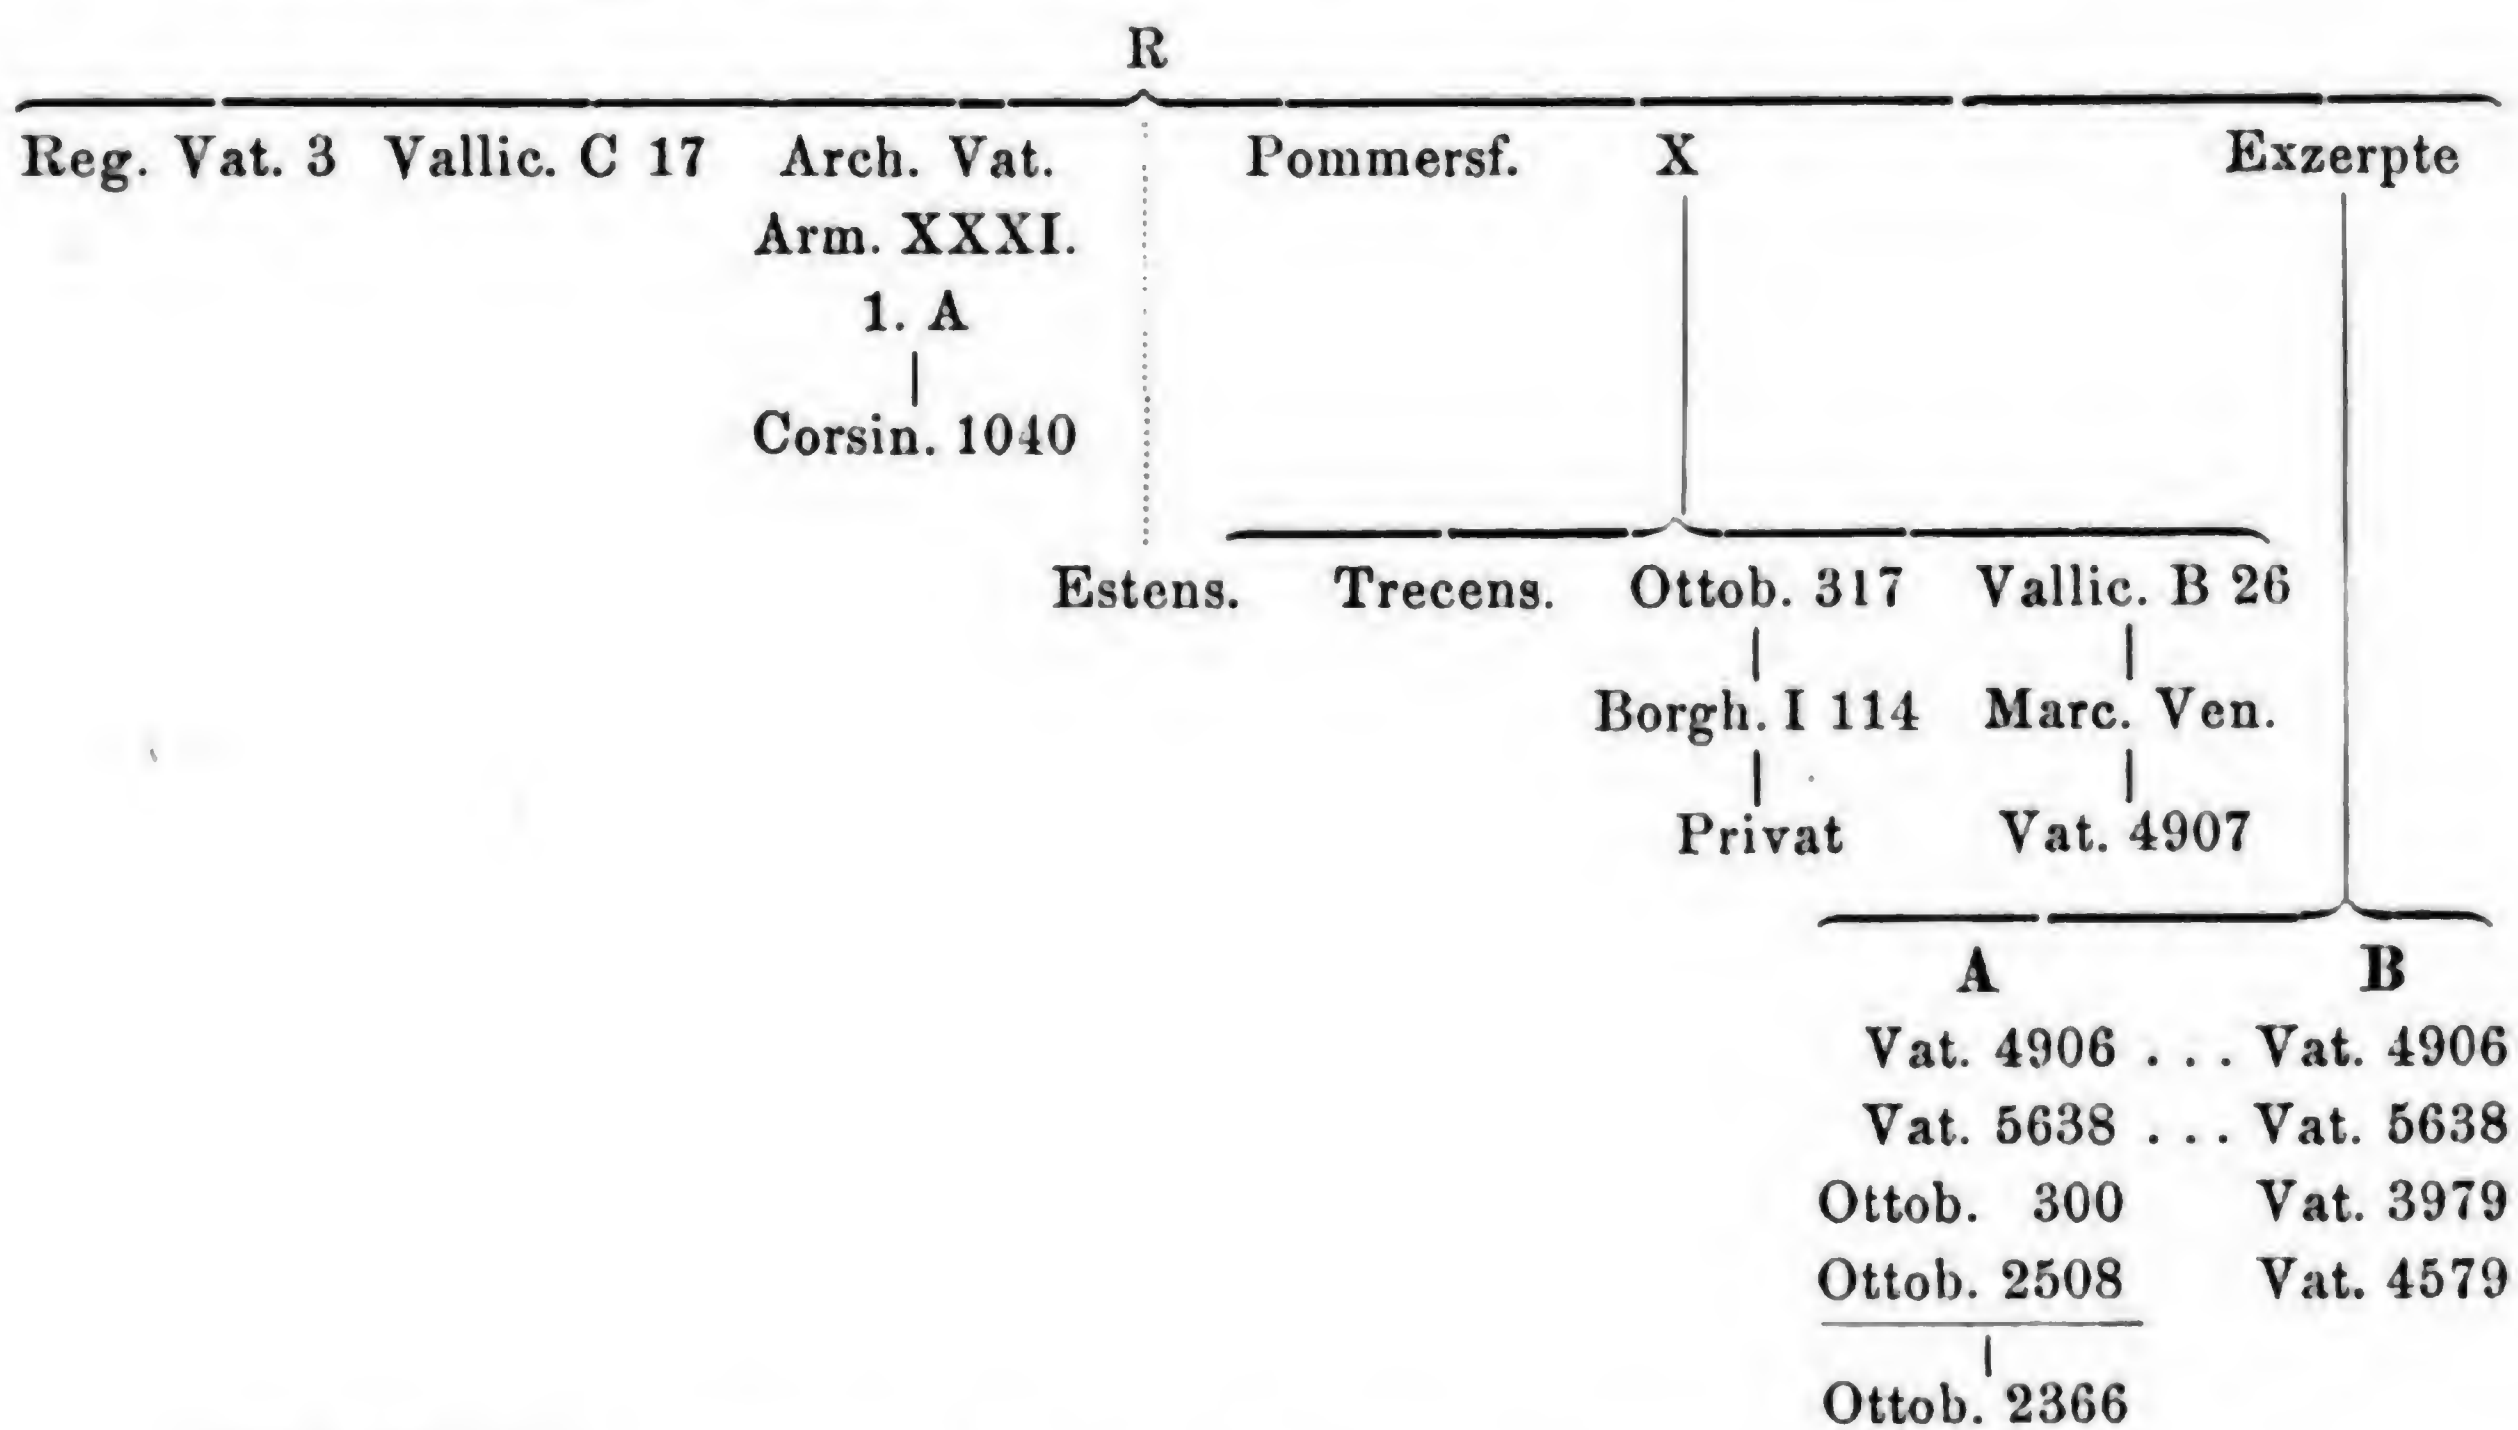 R
Reg. Vat. 3 Vallic. C 17 Arch. Vat. Pommersf. X Exzerpte
Arm. XXXI.
1. A
Corsin. 1040
Estens. Trecens. Ottob. 317 Vallic. B 26
Borgh. I 114 Marc. Ven.
Privat Vat. 4907
A B
Vat. 4906 . . . Vat. 4906
Vat. 5638 . . . Vat. 5638
Ottob. 300 Vat. 3979
Ottob. 2508 Vat. 4579
Ottob. 2366